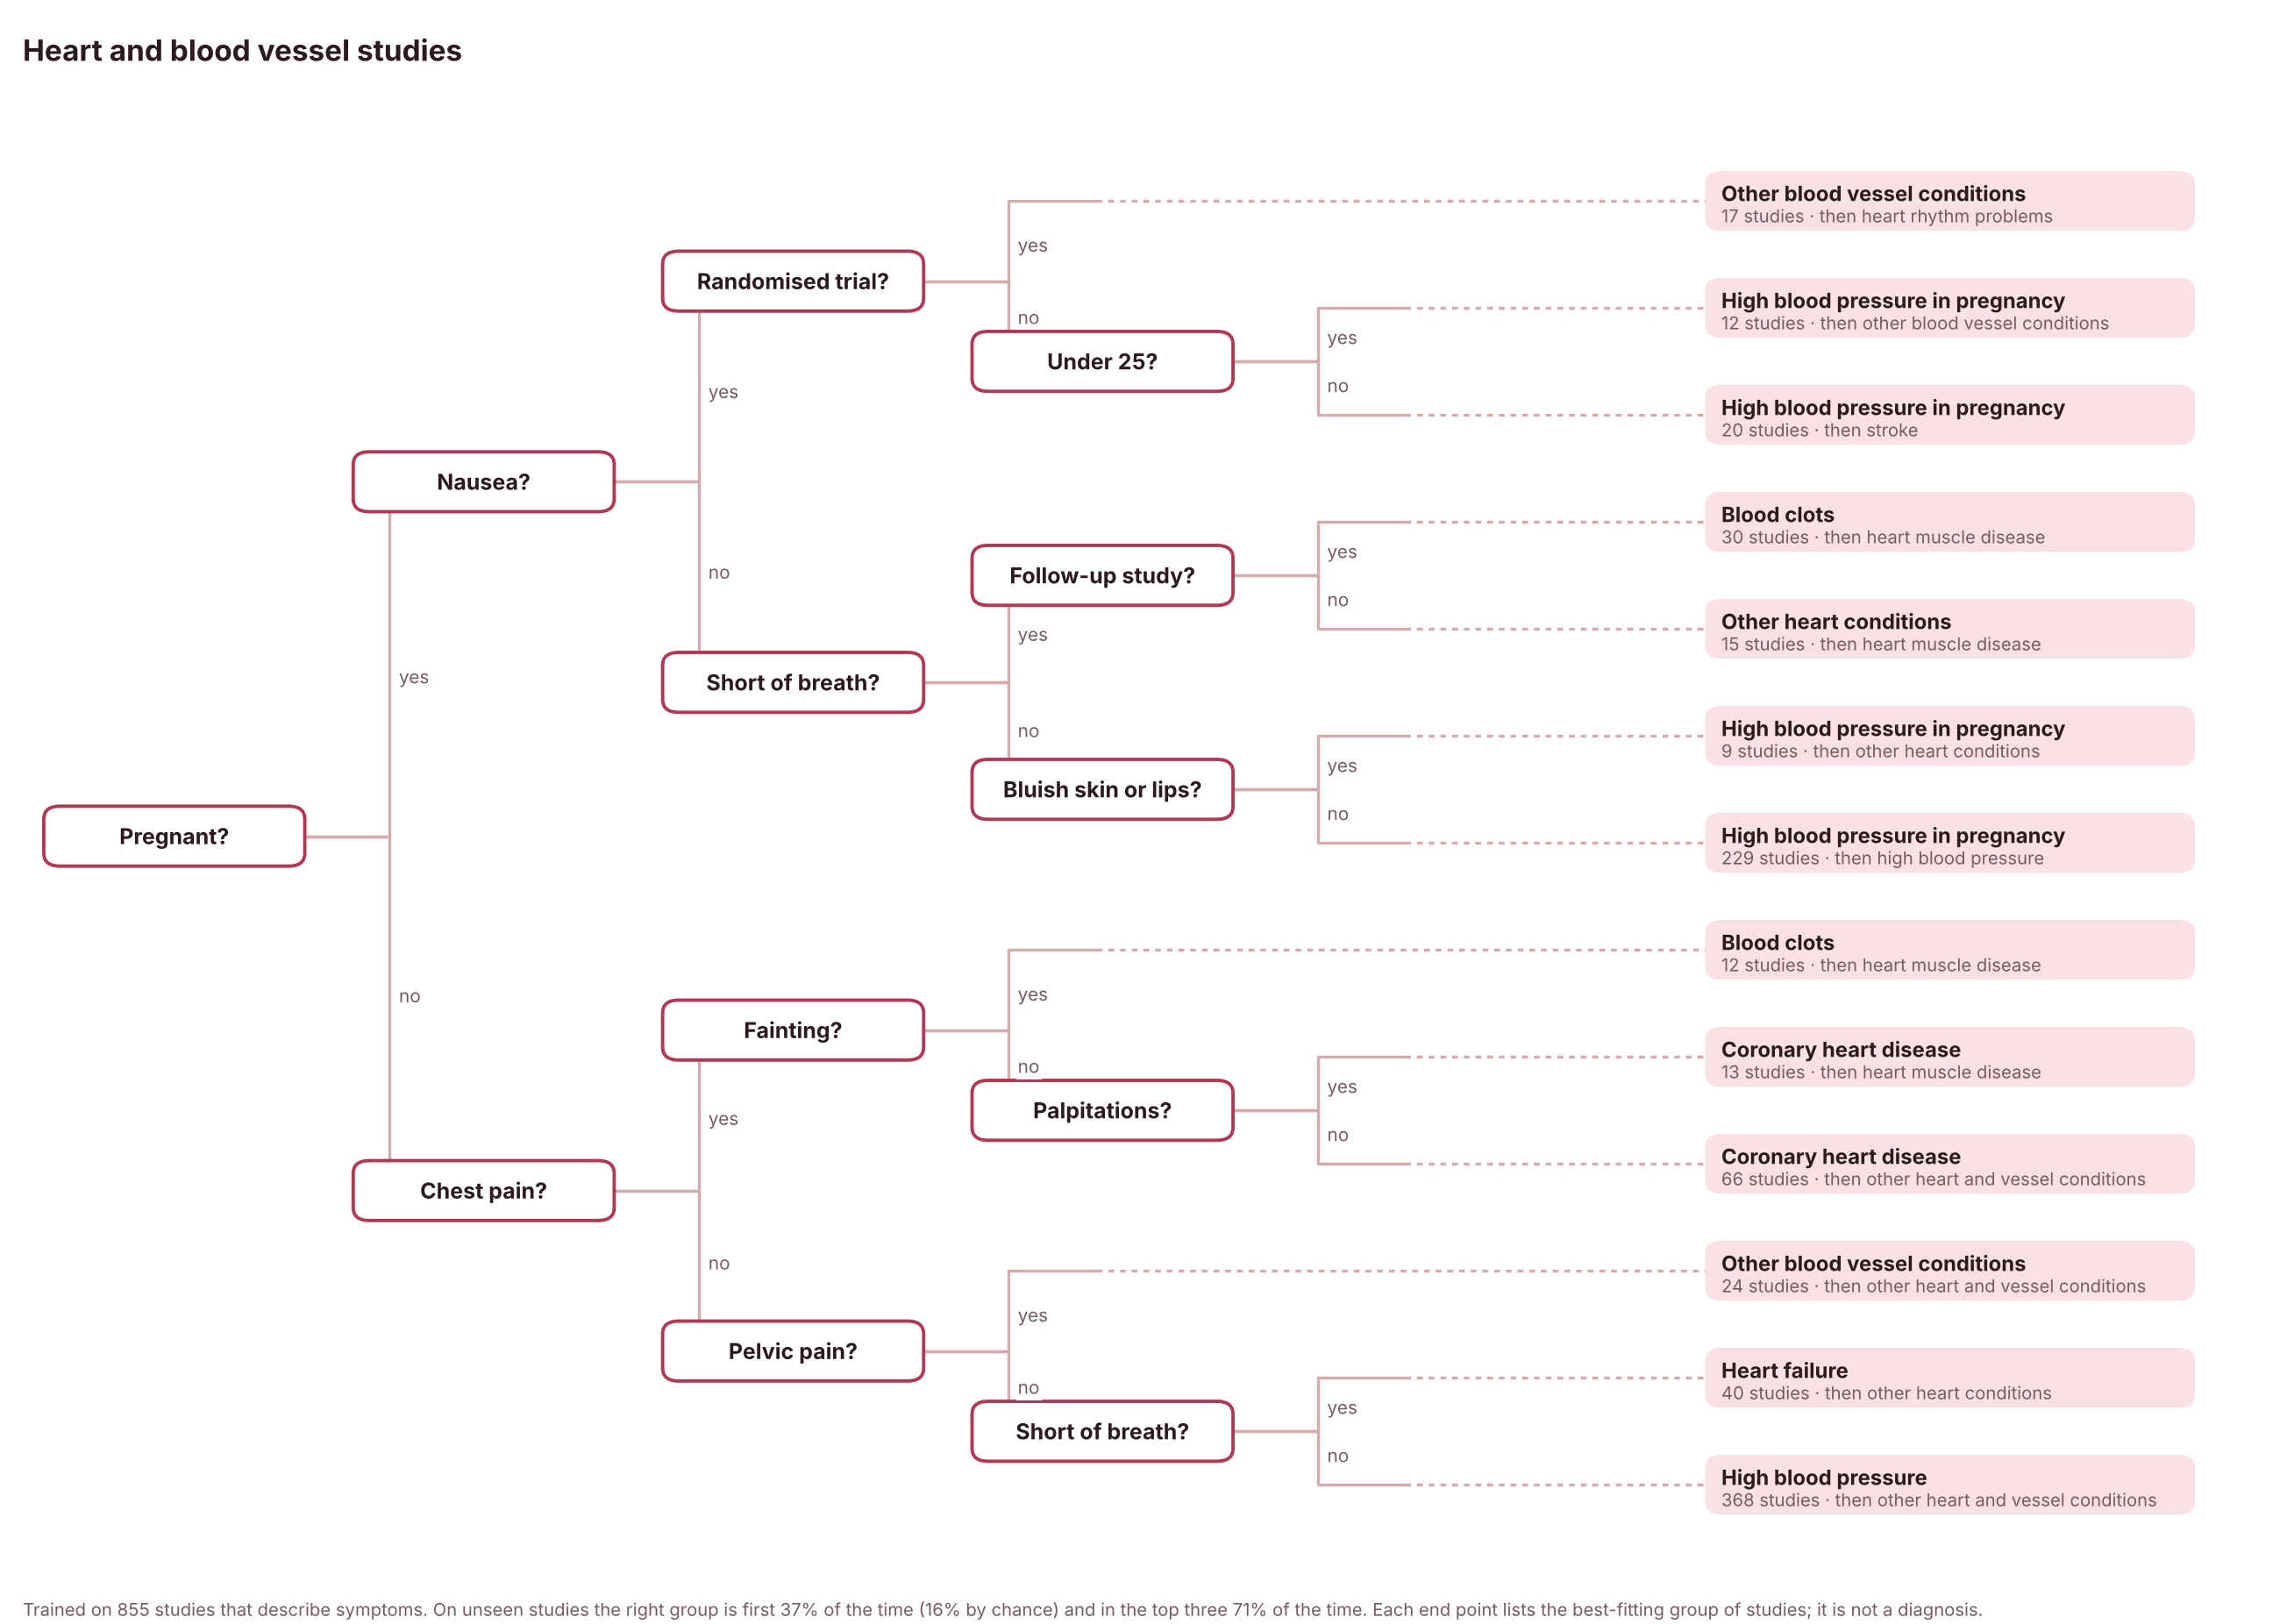 Heart and blood vessel studies
Other blood vessel conditions
17 studies · then heart rhythm problems
yes
Randomised trial?
High blood pressure in pregnancy
12 studies · then other blood vessel conditions
no
yes
Under 25?
no
yes
High blood pressure in pregnancy
20 studies · then stroke
Nausea?
Blood clots
30 studies · then heart muscle disease
yes
no
Follow-up study?
no
Other heart conditions
15 studies · then heart muscle disease
yes
yes
Short of breath?
no
High blood pressure in pregnancy
9 studies · then other heart conditions
yes
Bluish skin or lips?
no
Pregnant?
High blood pressure in pregnancy
229 studies · then high blood pressure
Blood clots
12 studies · then heart muscle disease
no
yes
Fainting?
Coronary heart disease
13 studies · then heart muscle disease
no
yes
yes
Palpitations?
no
Coronary heart disease
66 studies · then other heart and vessel conditions
Chest pain?
no
Other blood vessel conditions
24 studies · then other heart and vessel conditions
yes
Pelvic pain?
Heart failure
40 studies · then other heart conditions
no
yes
Short of breath?
no
High blood pressure
368 studies · then other heart and vessel conditions
Trained on 855 studies that describe symptoms. On unseen studies the right group is first 37% of the time (16% by chance) and in the top three 71% of the time. Each end point lists the best-fitting group of studies; it is not a diagnosis.